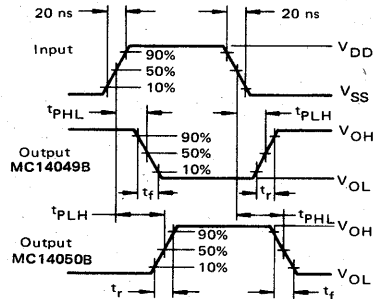 20 ns 20 ns
Input 90% V_DD
50%
10% V_SS
t_PHL t_PLH
90% V_OH
Output 50%
MC14049B 10%
t_f t_r V_OL
t_PLH t_PHL
V_OH
Output 90%
MC14050B 50%
10%
V_OL
t_r t_f